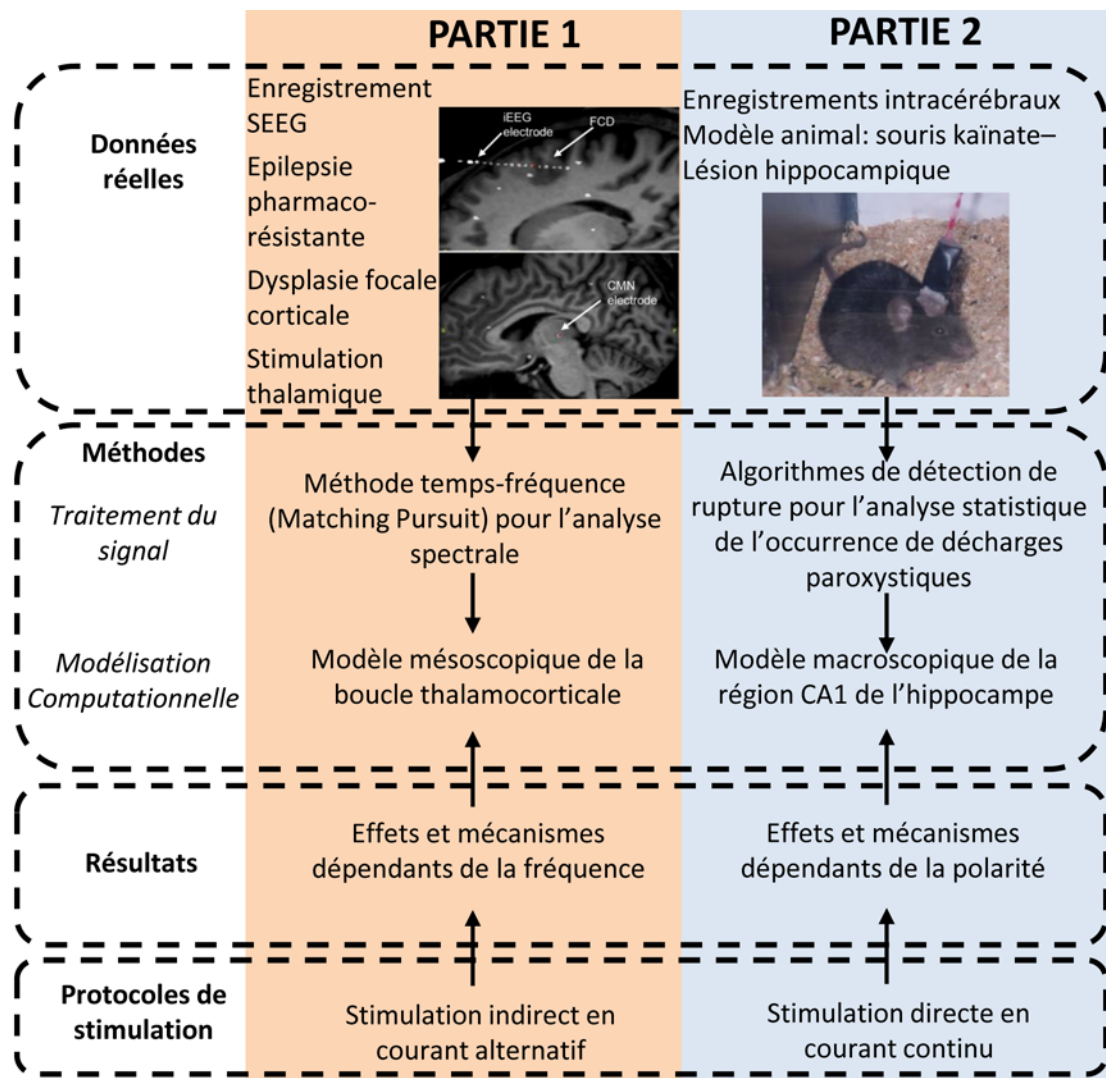 PARTIE 1
PARTIE 2
Données
réelles
Enregistrement
SEEG
Epilepsie
pharmaco-
résistante
Dysplasie focale
corticale
Stimulation
thalamique
iEEG
electrode
FCD
CMN
electrode
Enregistrements intracérébraux
Modèle animal: souris kaïnate–
Lésion hippocampique
Méthodes
Traitement du
signal
Méthode temps-fréquence
(Matching Pursuit) pour l’analyse
spectrale
Algorithmes de détection de
rupture pour l’analyse statistique
de l’occurrence de décharges
paroxystiques
Modélisation
Computationnelle
Modèle mésoscopique de la
boucle thalamocorticale
Modèle macroscopique de la
région CA1 de l’hippocampe
Résultats
Effets et mécanismes
dépendants de la fréquence
Effets et mécanismes
dépendants de la polarité
Protocoles de
stimulation
Stimulation indirect en
courant alternatif
Stimulation directe en
courant continu